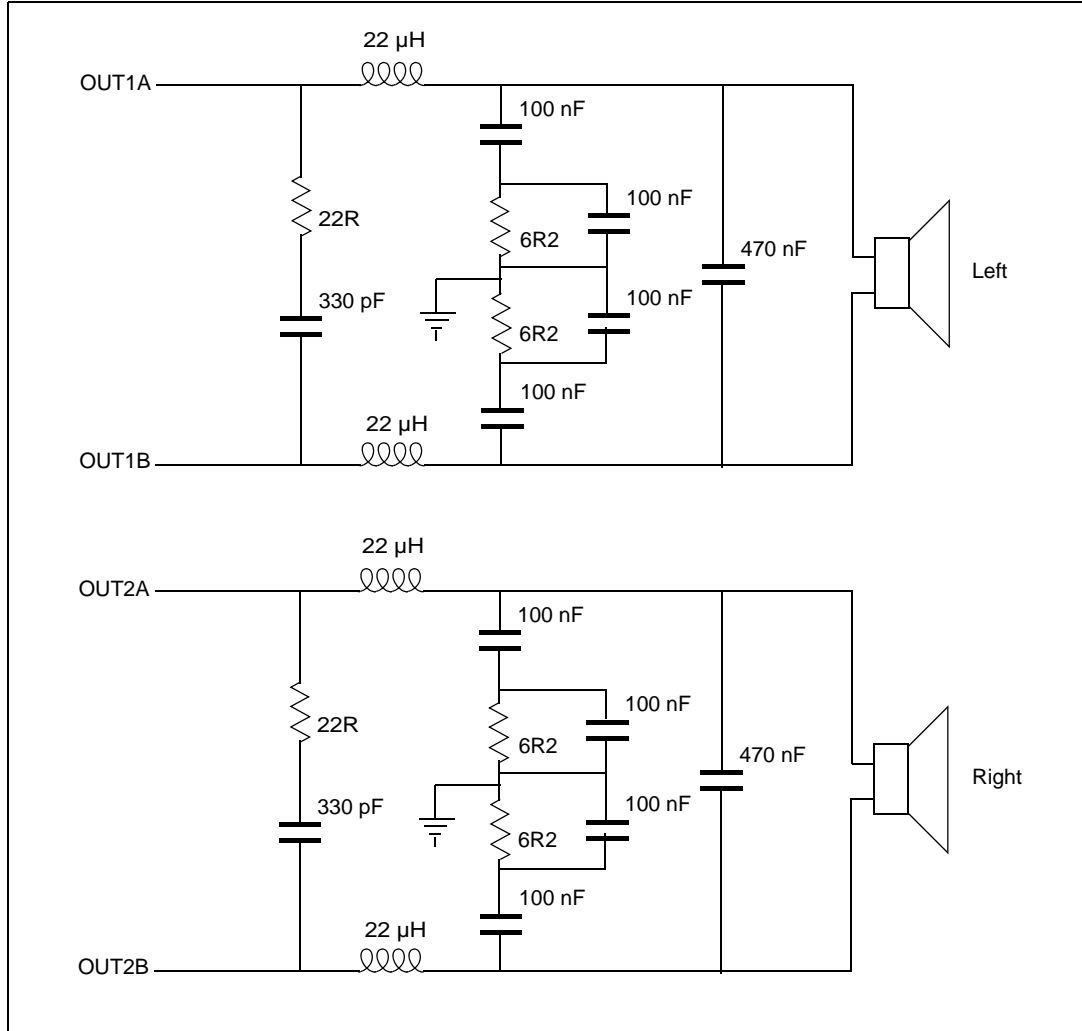 22 µH
OUT1A
100 nF
100 nF
22R
6R2
470 nF
Left
330 pF
100 nF
6R2
100 nF
22 µH
OUT1B
22 µH
OUT2A
100 nF
100 nF
22R
6R2
470 nF
Right
330 pF
100 nF
6R2
100 nF
22 µH
OUT2B